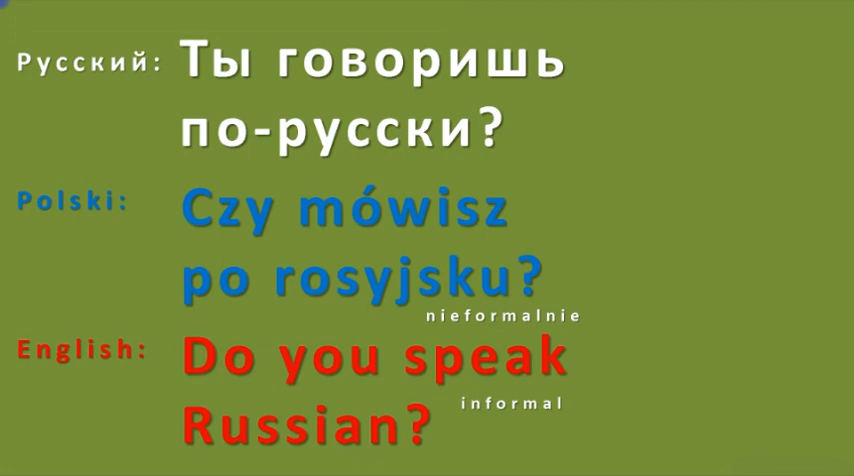 Русский: Ты говоришь
по-русски?
Polski: Czy mówisz
po rosyjsku?
nieformalnie
English: Do you speak
informal
Russian?